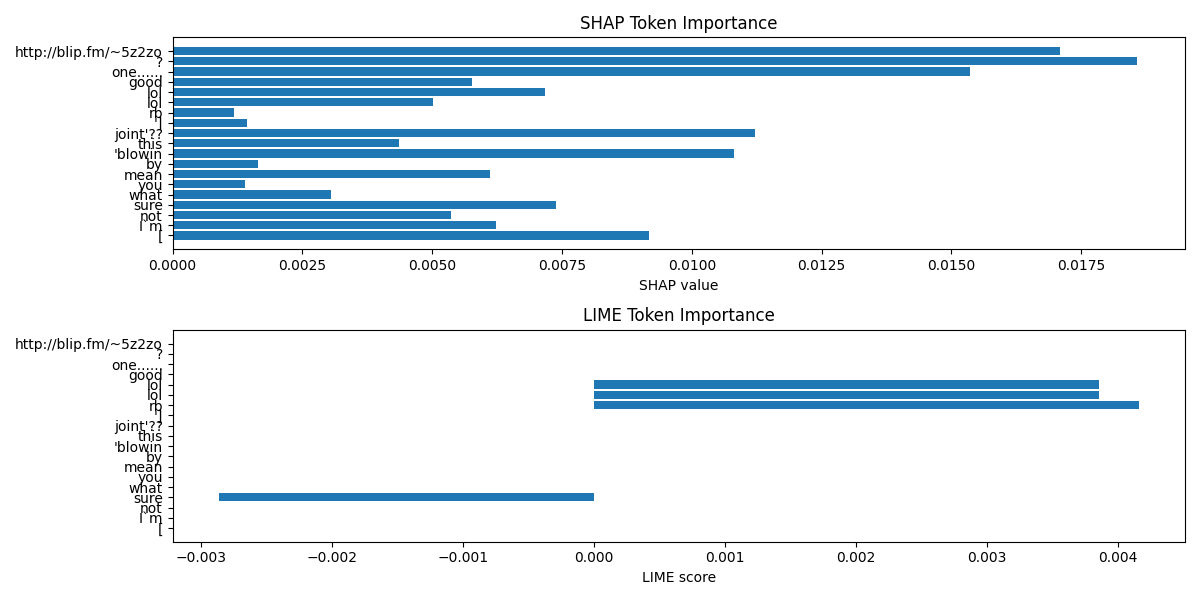 SHAP Token Importance
http://blip.fm/~5z2zo
?
one......
good
lol
lol
rb
joint'??
this
'blowin
by
mean
you
what
sure
not
I'm
[
0.0000 0.0025 0.0050 0.0075 0.0100 0.0125 0.0150 0.0175
SHAP value
LIME Token Importance
http://blip.fm/~5z2zo
?
one......
good
lol
lol
rb
joint'??
this
'blowin
by
mean
you
what
sure
not
I'm
[
−0.003 −0.002 −0.001 0.000 0.001 0.002 0.003 0.004
LIME score